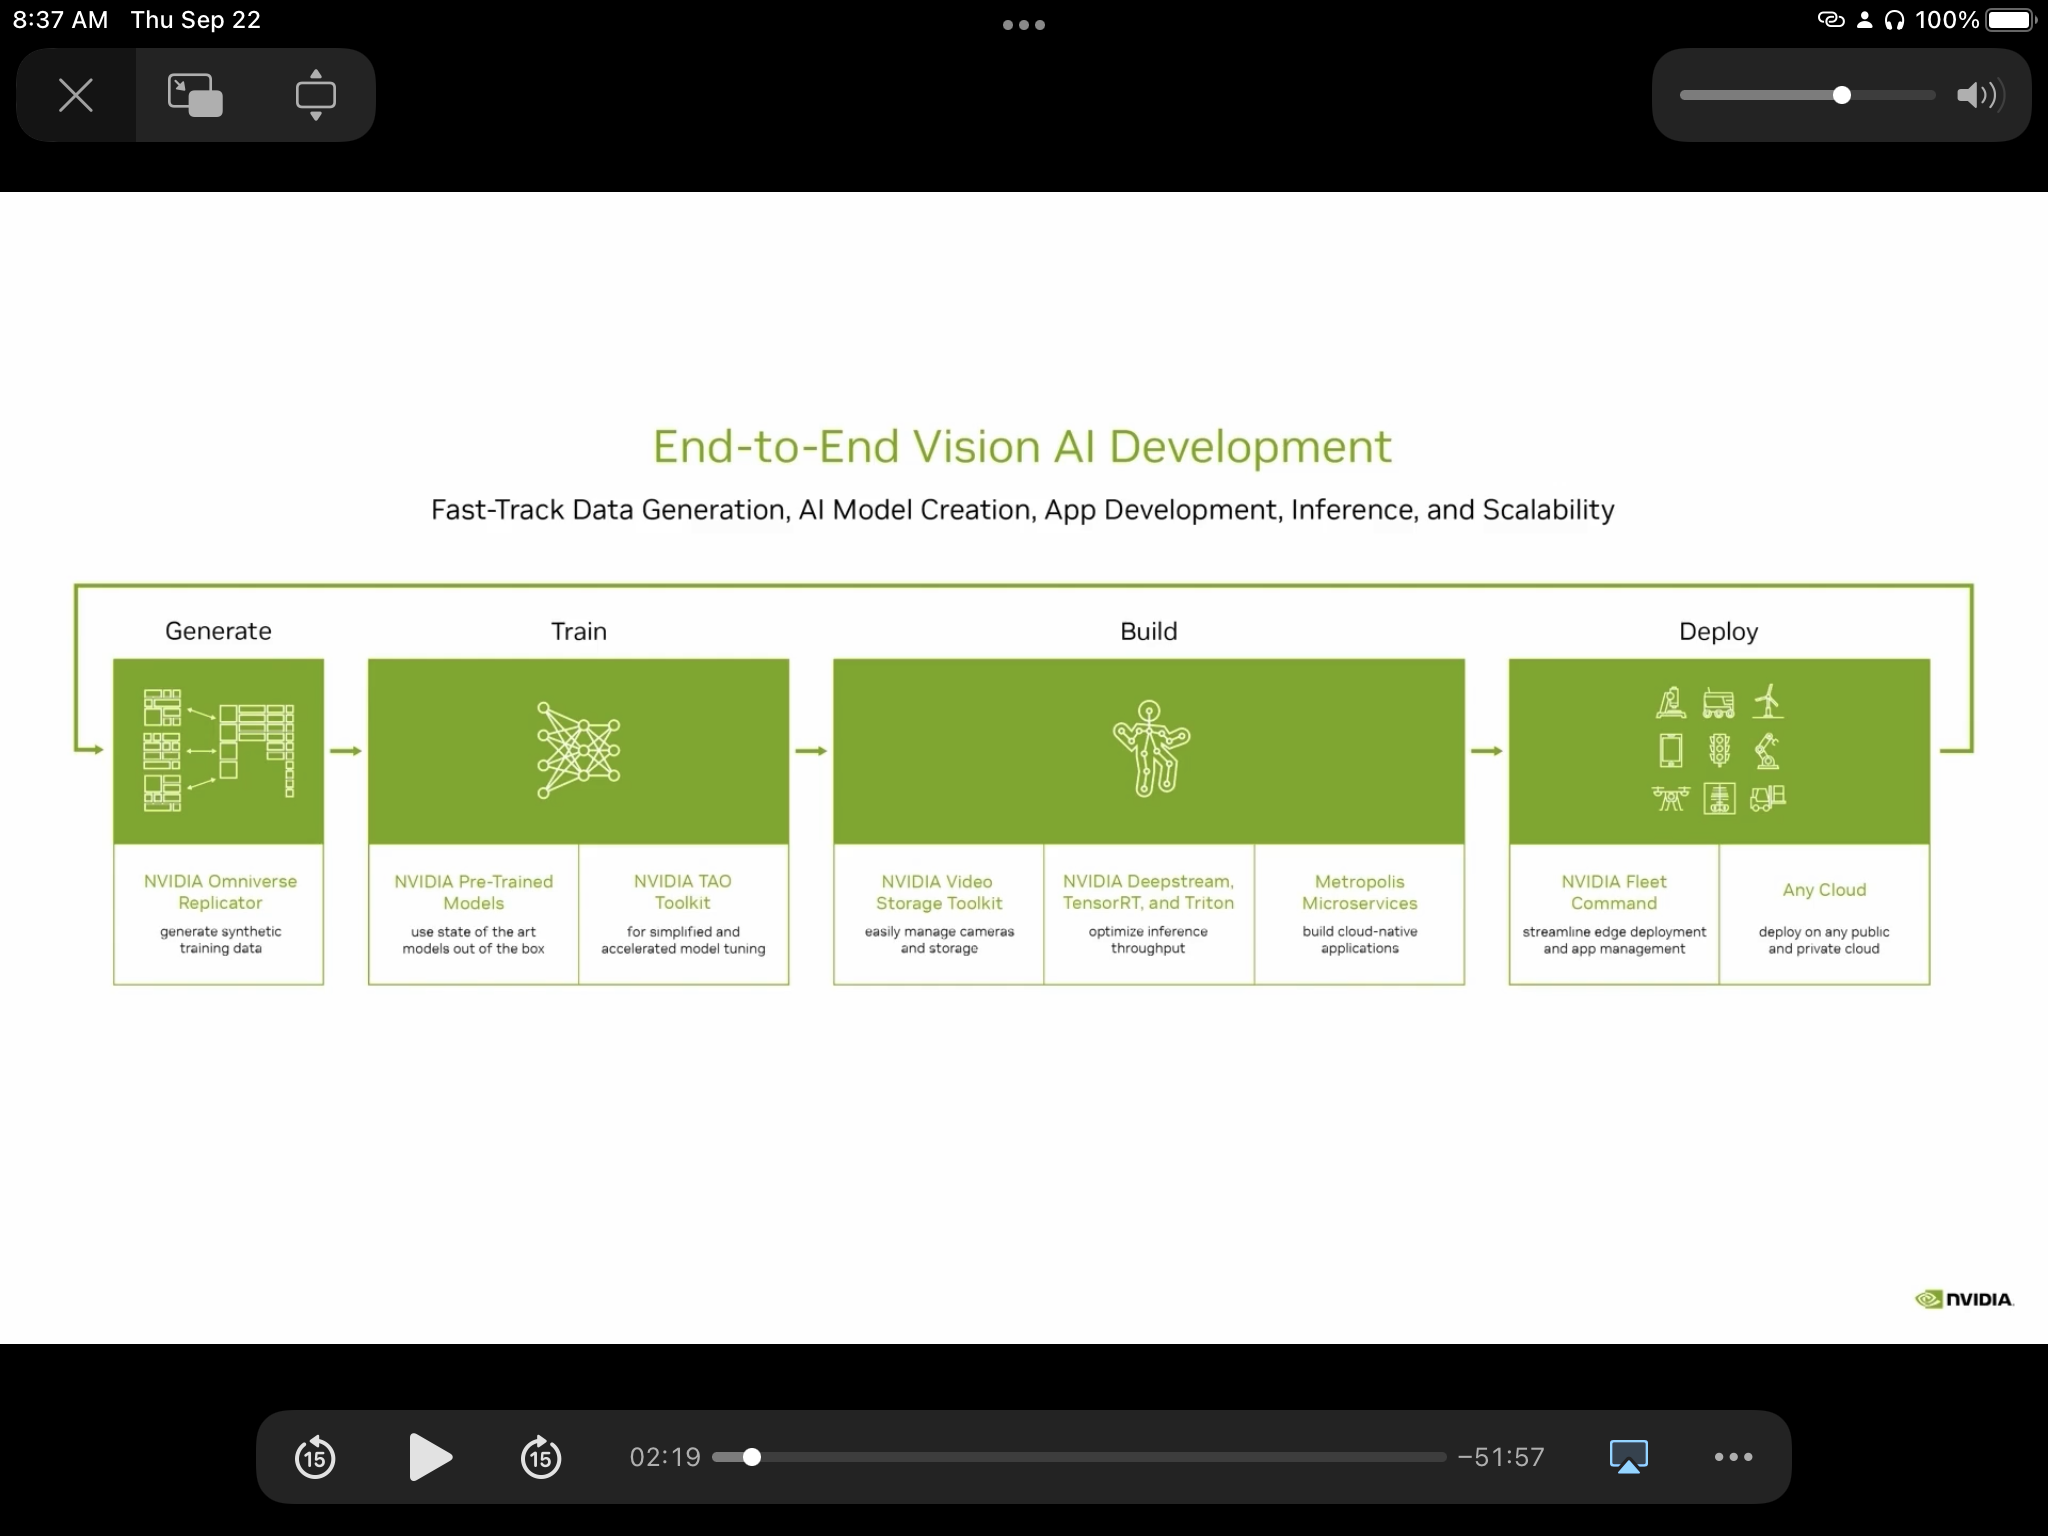 8:37 AM Thu Sep 22
100%
End-to-End Vision AI Development
Fast-Track Data Generation, AI Model Creation, App Development, Inference, and Scalability
Generate
Train
Build
Deploy
NVIDIA Omniverse
Replicator
generate synthetic
training data
NVIDIA Pre-Trained
Models
use state of the art
models out of the box
NVIDIA TAO
Toolkit
for simplified and
accelerated model tuning
NVIDIA Video
Storage Toolkit
easily manage cameras
and storage
NVIDIA Deepstream,
TensorRT, and Triton
optimize inference
throughput
Metropolis
Microservices
build cloud-native
applications
NVIDIA Fleet
Command
streamline edge deployment
and app management
Any Cloud
deploy on any public
and private cloud
NVIDIA.
15
15
02:19
−51:57